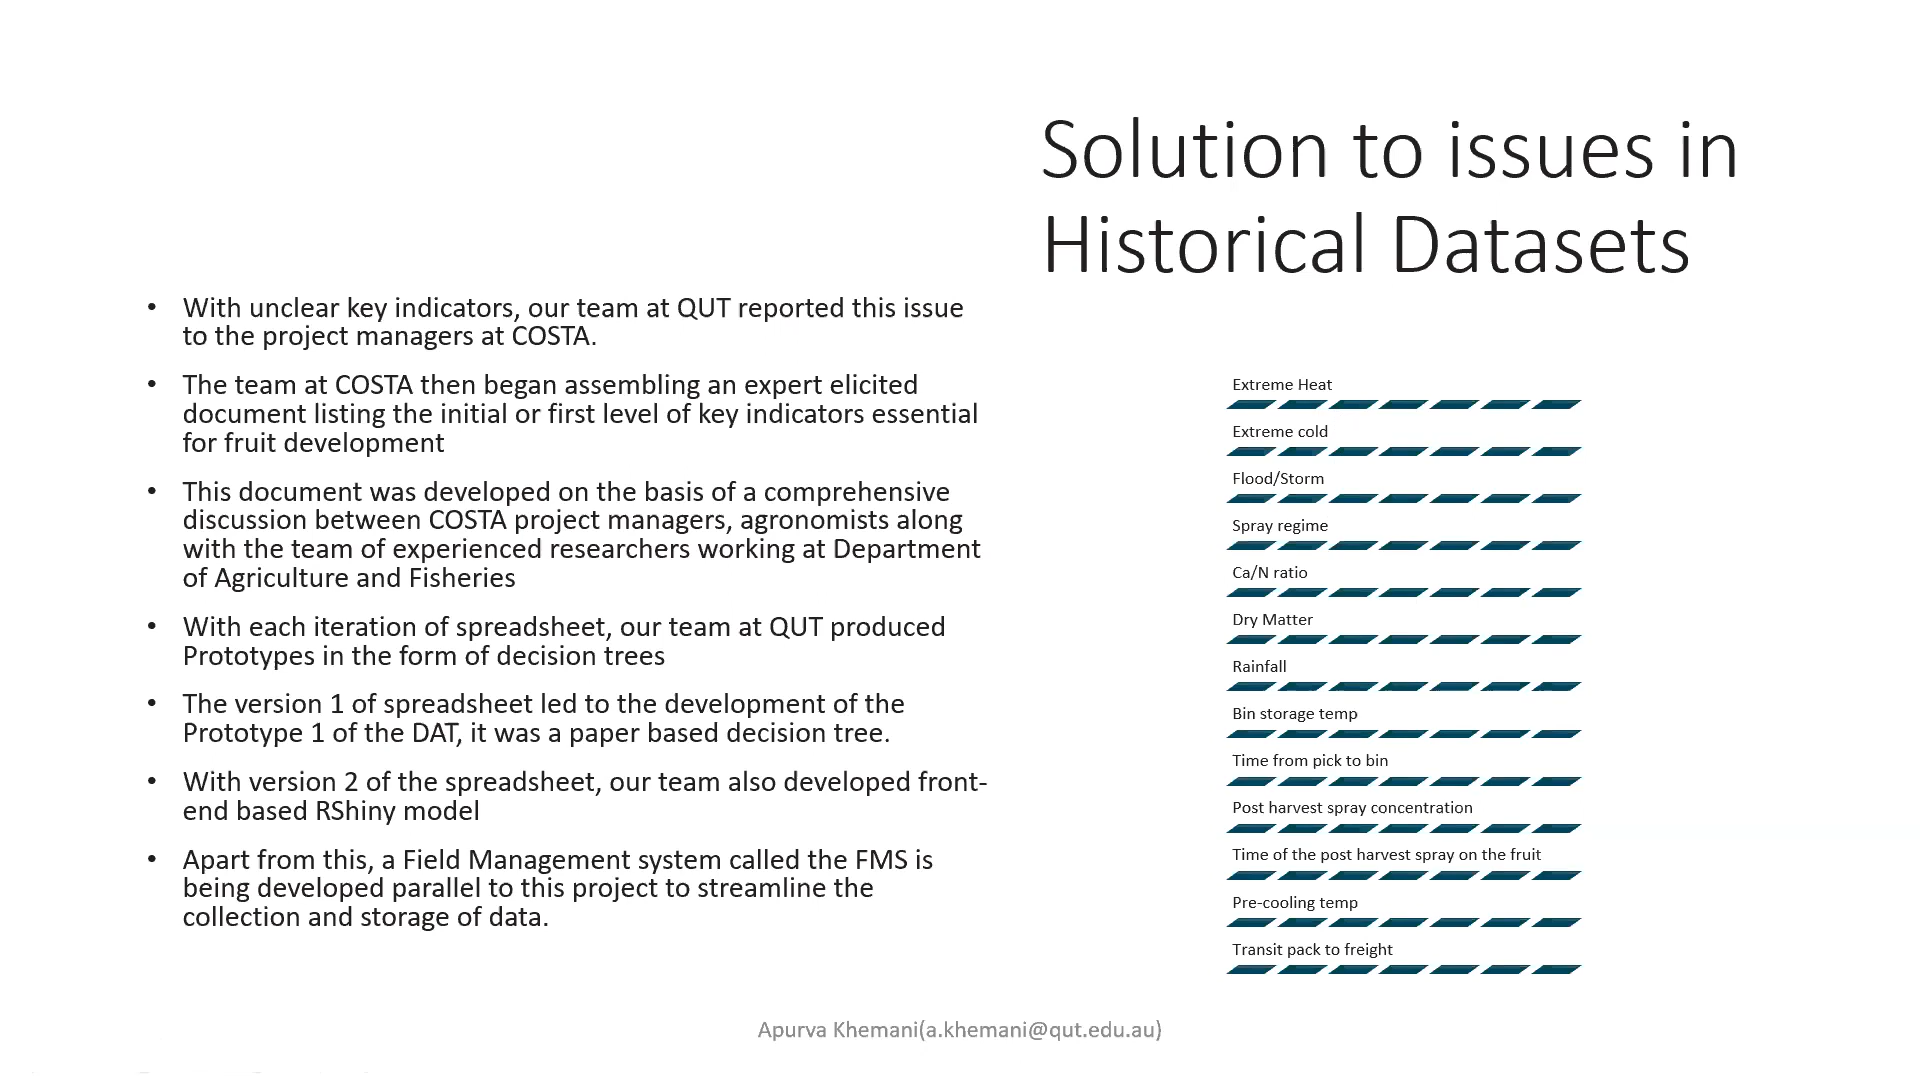 Solution to issues in
Historical Datasets
• With unclear key indicators, our team at QUT reported this issue
to the project managers at COSTA.
• The team at COSTA then began assembling an expert elicited
document listing the initial or first level of key indicators essential
for fruit development
• This document was developed on the basis of a comprehensive
discussion between COSTA project managers, agronomists along
with the team of experienced researchers working at Department
of Agriculture and Fisheries
• With each iteration of spreadsheet, our team at QUT produced
Prototypes in the form of decision trees
• The version 1 of spreadsheet led to the development of the
Prototype 1 of the DAT, it was a paper based decision tree.
• With version 2 of the spreadsheet, our team also developed front-
end based RShiny model
• Apart from this, a Field Management system called the FMS is
being developed parallel to this project to streamline the
collection and storage of data.
Extreme Heat
Extreme cold
Flood/Storm
Spray regime
Ca/N ratio
Dry Matter
Rainfall
Bin storage temp
Time from pick to bin
Post harvest spray concentration
Time of the post harvest spray on the fruit
Pre-cooling temp
Transit pack to freight
Apurva Khemani(a.khemani@qut.edu.au)